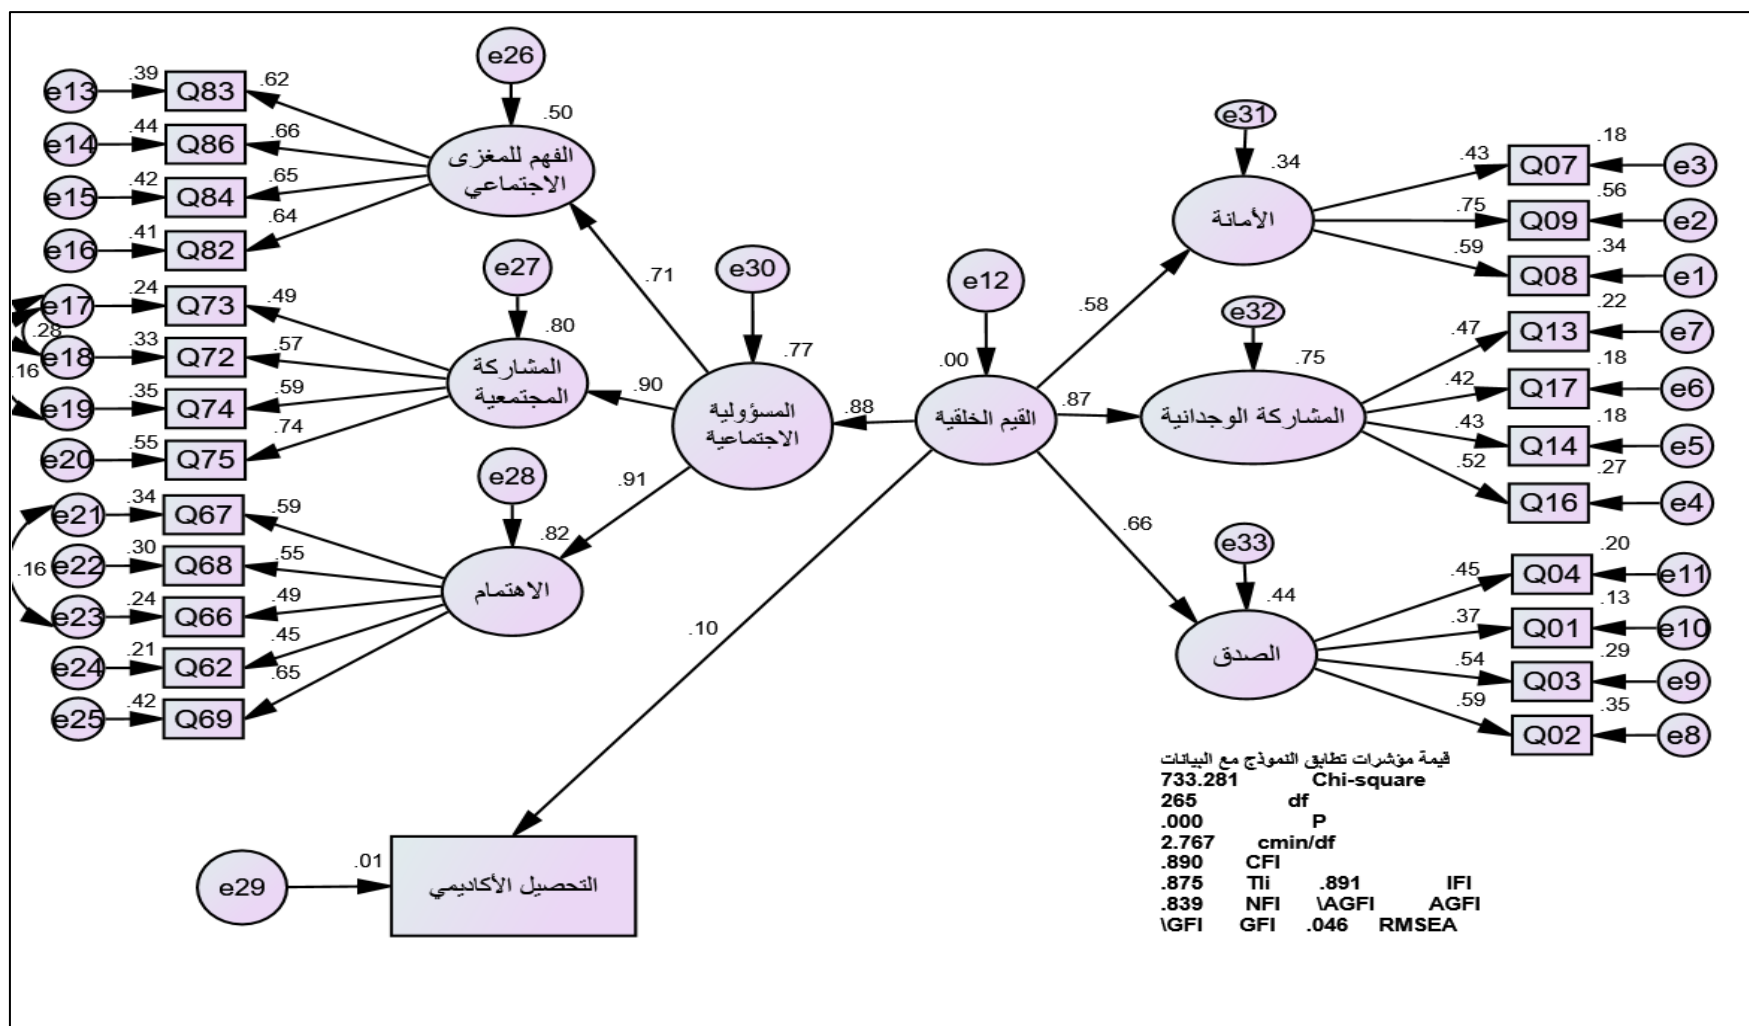 e26
e13 .39 Q83 .62
e14 .44 Q86 .66
e15 .42 Q84 .65
e16 .41 Q82 .64
.50
الفهم للمغزى
الاجتماعي
e27
e17 .24 Q73 .49
.28
e18 .33 Q72 .57
.16
e19 .35 Q74 .59
e20 .55 Q75 .74
.80
المشاركة
المجتمعية
e28
e21 .34 Q67 .59
e22 .30 Q68 .55
.16
e23 .24 Q66 .49
e24 .21 Q62 .45
e25 .42 Q69 .65
.82
الاهتمام
.71
.90
.91
e30
.77
المسؤولية
الاجتماعية
.88
e12
.00
القيم الخلقية
.58
.87
.66
.10
e31
.34
الأمانة
.43 Q07 .18 e3
.75 Q09 .56 e2
.59 Q08 .34 e1
e32
.75
المشاركة الوجدانية
.47 Q13 .22 e7
.42 Q17 .18 e6
.43 Q14 .18 e5
.52 Q16 .27 e4
e33
.44
الصدق
.45 Q04 .20 e11
.37 Q01 .13 e10
.54 Q03 .29 e9
.59 Q02 .35 e8
e29 .01
التحصيل الأكاديمي
قيمة مؤشرات تطابق النموذج مع البيانات
733.281 Chi-square
265 df
.000 P
2.767 cmin/df
.890 CFI
.875 Tli .891 IFI
.839 NFI \AGFI AGFI
\GFI GFI .046 RMSEA